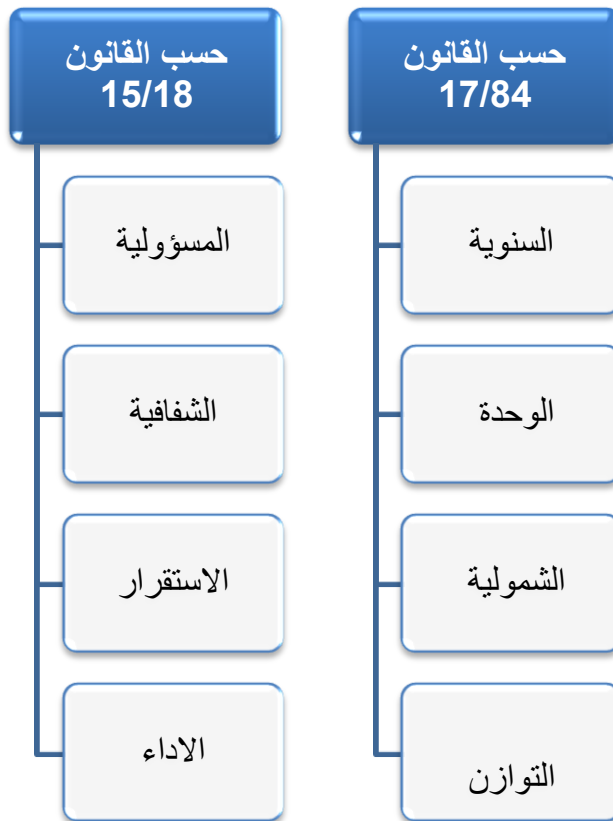 حسب القانون
17/84
السنوية
الوحدة
الشمولية
التوازن
حسب القانون
15/18
المسؤولية
الشفافية
الاستقرار
الاداء